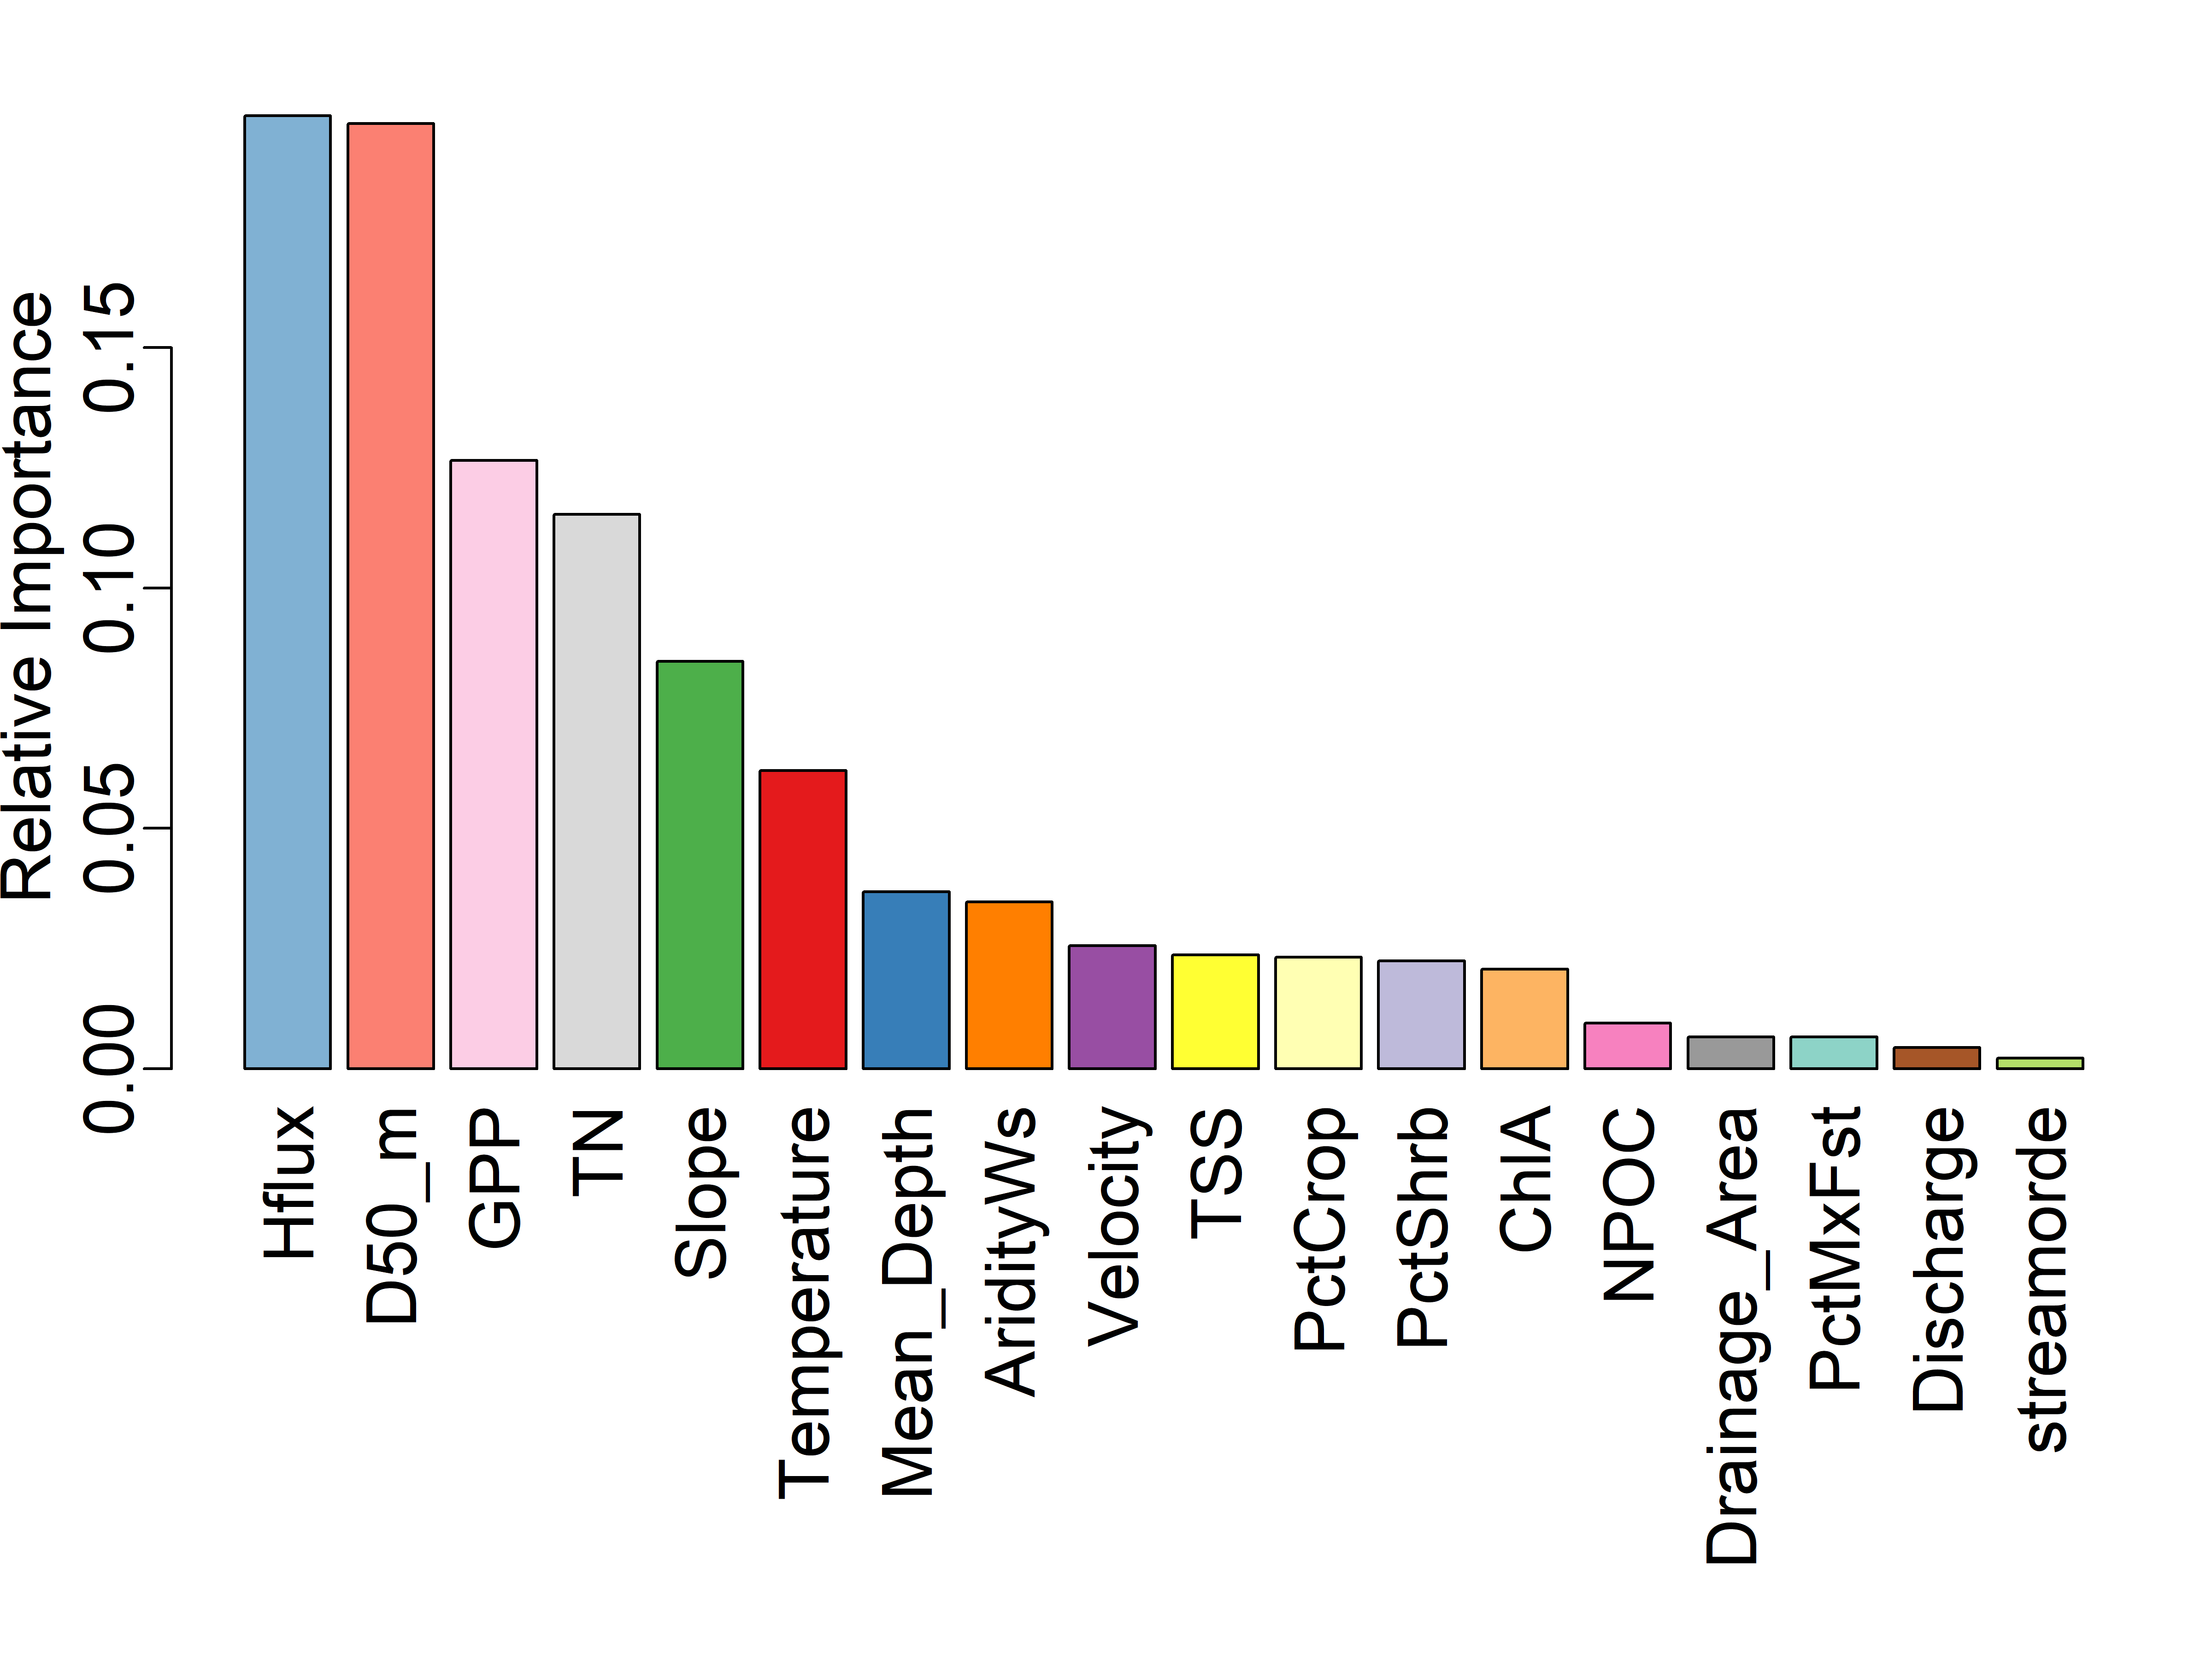 Relative Importance
0.15
0.10
0.05
0.00
Hflux
D50_m
GPP
TN
Slope
Temperature
Mean_Depth
AridityWs
Velocity
TSS
PctCrop
PctShrb
ChlA
NPOC
Drainage_Area
PctMxFst
Discharge
streamorde